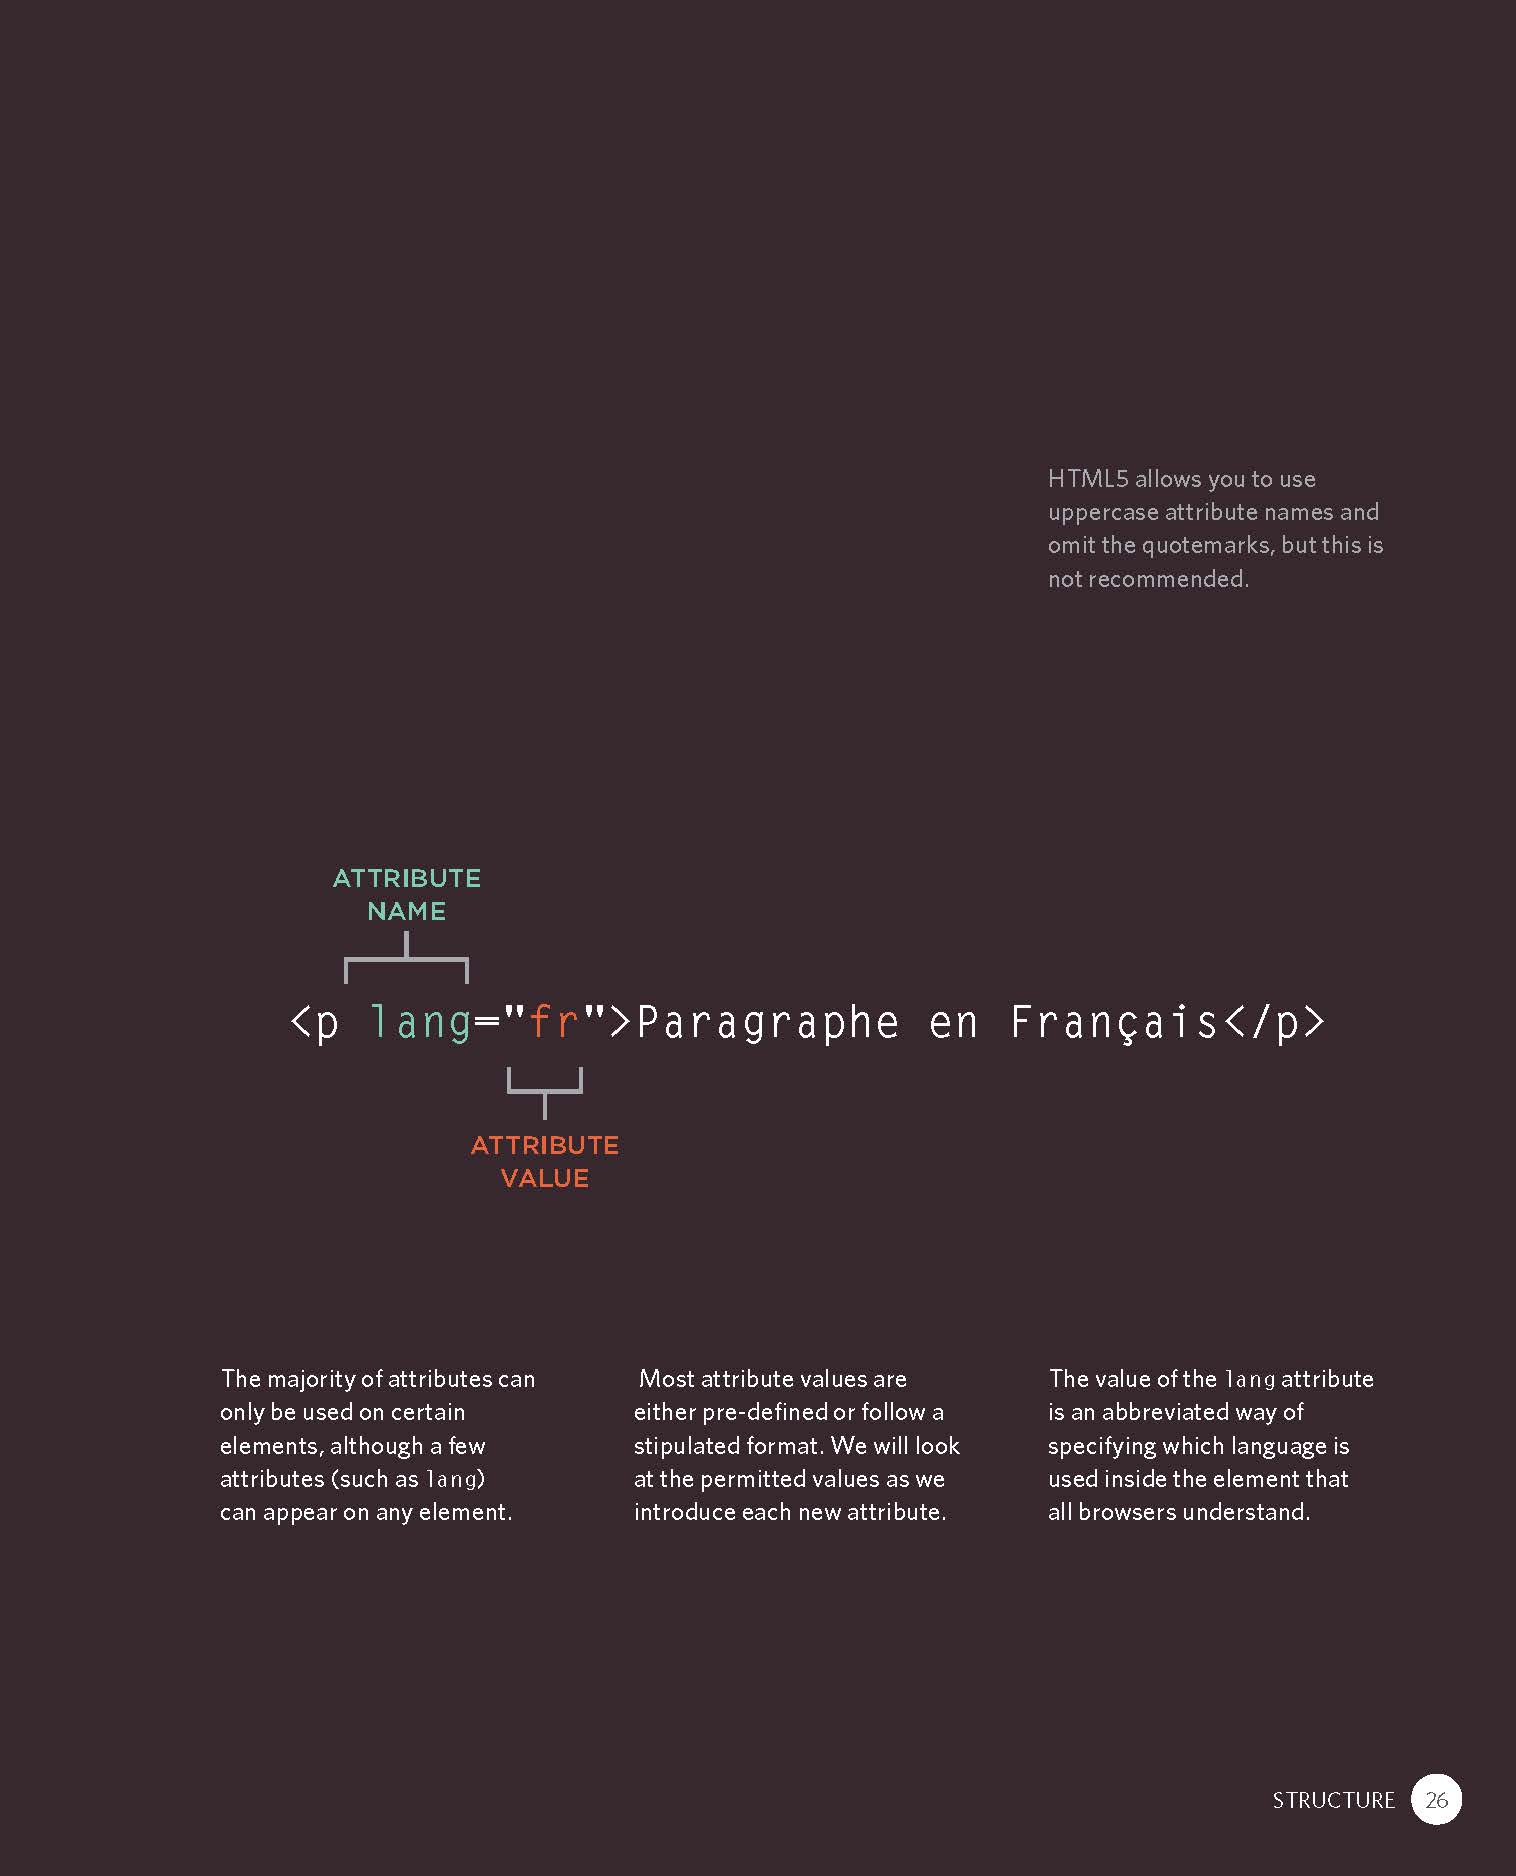 HTML5 allows you to use
uppercase attribute names and
omit the quotemarks, but this is
not recommended.
ATTRIBUTE
NAME
<p lang="fr">Paragraphe en Français</p>
ATTRIBUTE
VALUE
The majority of attributes can
only be used on certain
elements, although a few
attributes (such as lang)
can appear on any element.
Most attribute values are
either pre-defined or follow a
stipulated format. We will look
at the permitted values as we
introduce each new attribute.
The value of the lang attribute
is an abbreviated way of
specifying which language is
used inside the element that
all browsers understand.
STRUCTURE 26